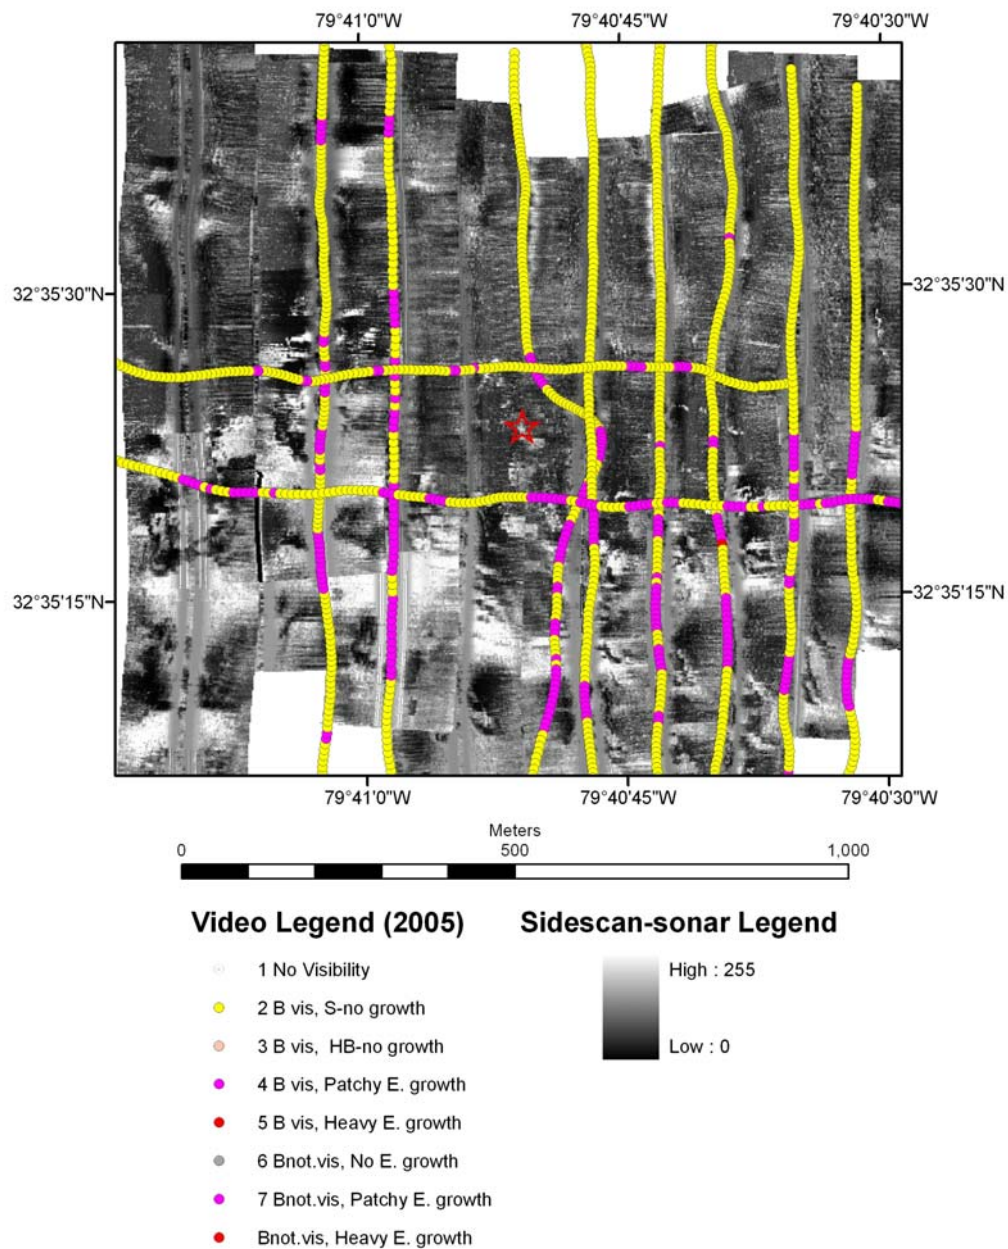 79°41'0"W 79°40'45"W 79°40'30"W
32°35'30"N 32°35'30"N
32°35'15"N 32°35'15"N
79°41'0"W 79°40'45"W 79°40'30"W
Meters
0 500 1,000
Video Legend (2005) Sidescan-sonar Legend
1 No Visibility
High : 255
2 B vis, S-no growth
3 B vis, HB-no growth
Low : 0
4 B vis, Patchy E. growth
5 B vis, Heavy E. growth
6 Bnot.vis, No E. growth
7 Bnot.vis, Patchy E. growth
Bnot.vis, Heavy E. growth